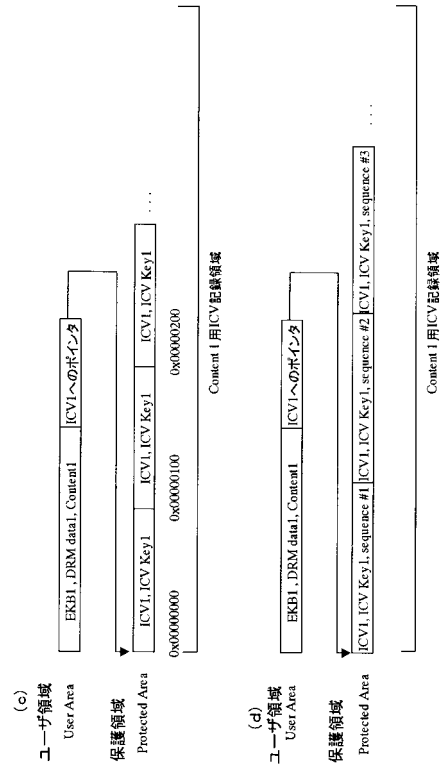 (c)
ユーザ領域
User Area
EKB1, DRM data1, Content1
ICV1へのポインタ
保護領域
Protected Area
ICV1, ICV Key1
ICV1, ICV Key1
ICV1, ICV Key1
. . .
0x00000000
0x00000100
0x00000200
Content 1 用ICV記録領域
(d)
ユーザ領域
User Area
EKB1, DRM data1, Content1
ICV1へのポインタ
保護領域
Protected Area
ICV1, ICV Key1, sequence #1
ICV1, ICV Key1, sequence #2
ICV1, ICV Key1, sequence #3
. . .
Content 1 用ICV記録領域